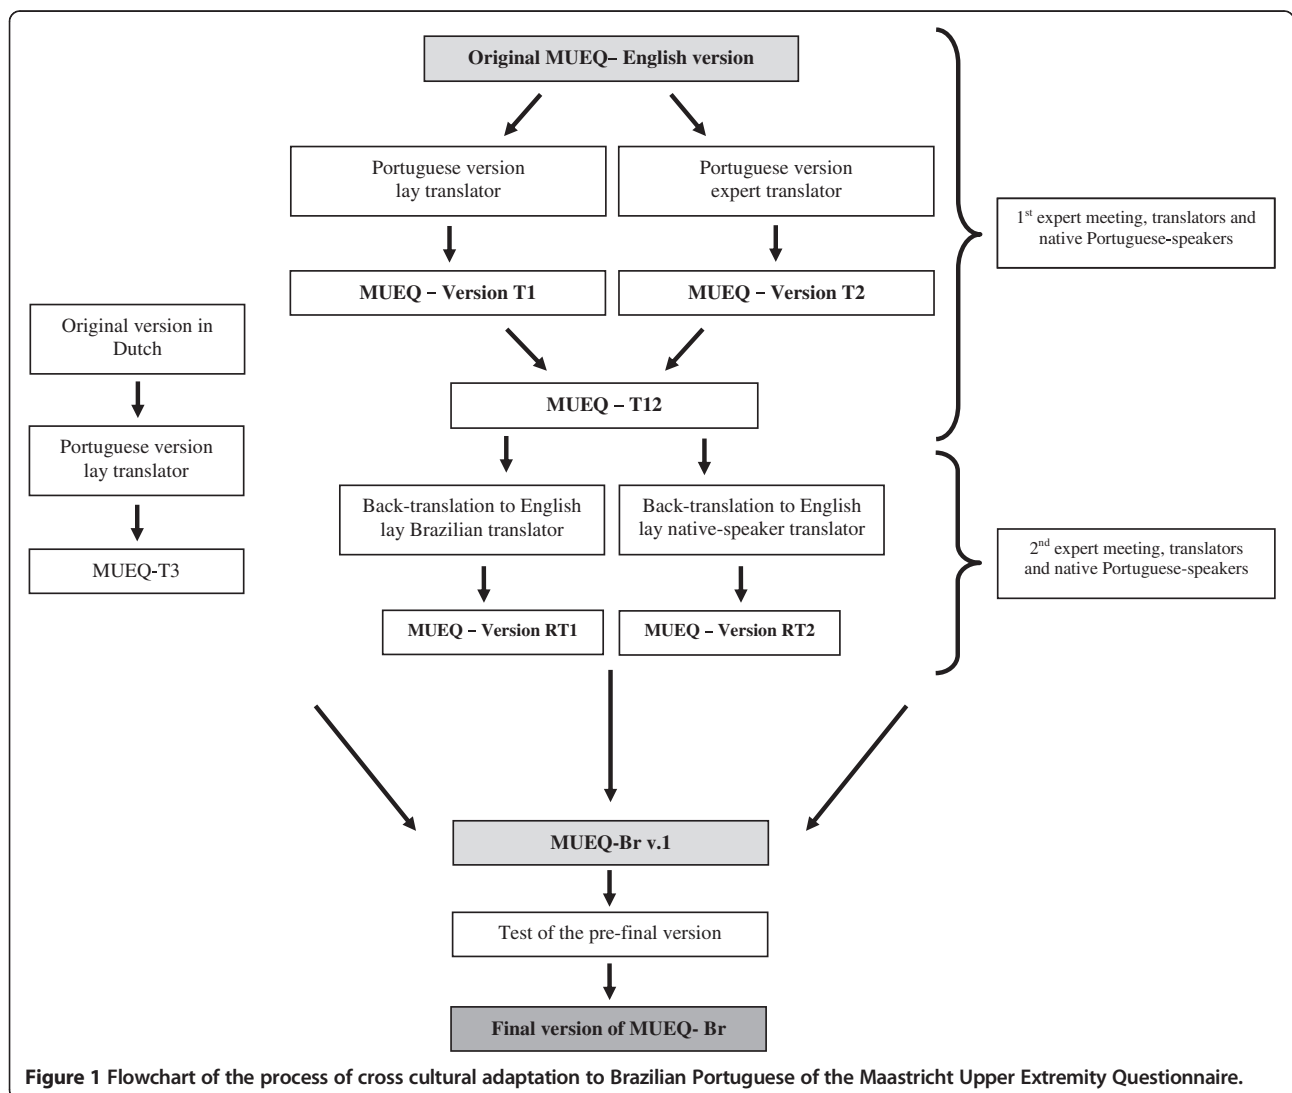 Original MUEQ– English version
Portuguese version
lay translator
Portuguese version
expert translator
1st expert meeting, translators and
native Portuguese-speakers
MUEQ – Version T1
MUEQ – Version T2
Original version in
Dutch
MUEQ – T12
Portuguese version
lay translator
Back-translation to English
lay Brazilian translator
Back-translation to English
lay native-speaker translator
2nd expert meeting, translators
and native Portuguese-speakers
MUEQ-T3
MUEQ – Version RT1
MUEQ – Version RT2
MUEQ-Br v.1
Test of the pre-final version
Final version of MUEQ- Br
Figure 1 Flowchart of the process of cross cultural adaptation to Brazilian Portuguese of the Maastricht Upper Extremity Questionnaire.